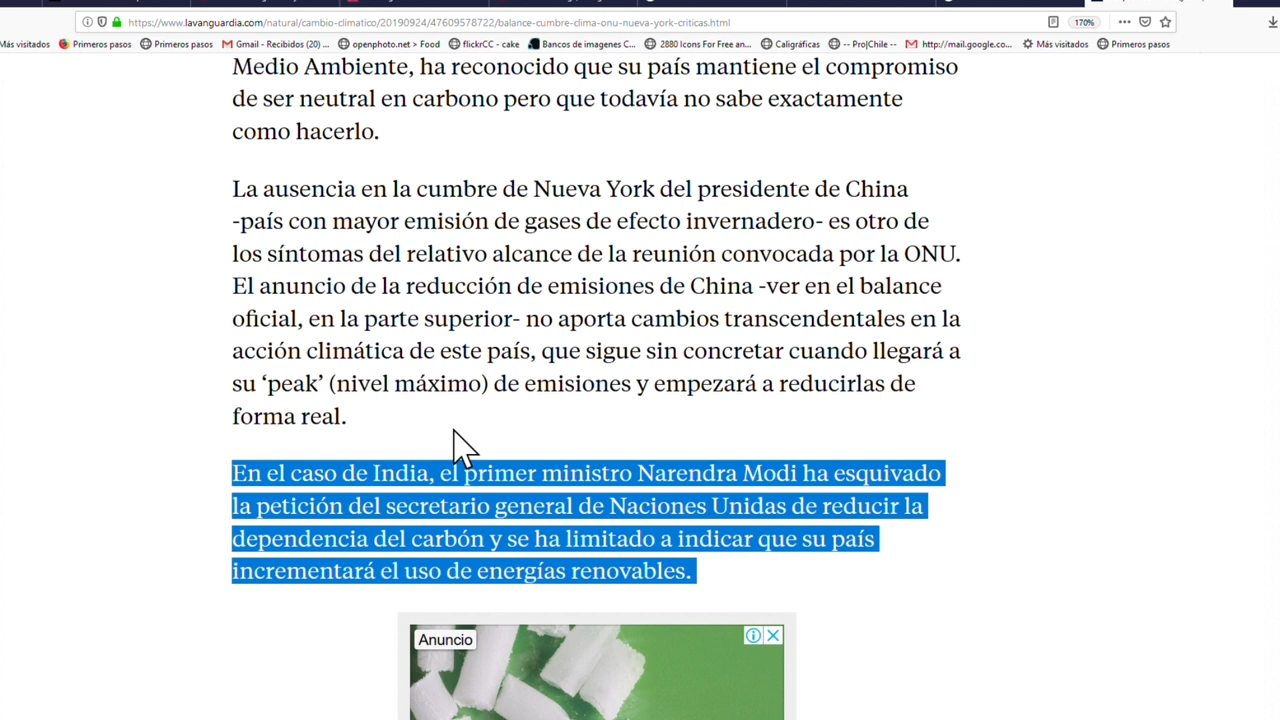 https://www.lavanguardia.com/natural/cambio-climatico/20190924/47609578722/balance-cumbre-clima-onu-nueva-york-criticas.html
170%
Más visitados Primeros pasos Primeros pasos Gmail - Recibidos (20) ... openphoto.net > Food flickrCC - cake Bancos de imagenes C... 2880 Icons For Free an... Caligráficas -- Pro|Chile -- http://mail.google.co... Más visitados Primeros pasos
Medio Ambiente, ha reconocido que su país mantiene el compromiso
de ser neutral en carbono pero que todavía no sabe exactamente
como hacerlo.
La ausencia en la cumbre de Nueva York del presidente de China
-país con mayor emisión de gases de efecto invernadero- es otro de
los síntomas del relativo alcance de la reunión convocada por la ONU.
El anuncio de la reducción de emisiones de China -ver en el balance
oficial, en la parte superior- no aporta cambios transcendentales en la
acción climática de este país, que sigue sin concretar cuando llegará a
su ‘peak’ (nivel máximo) de emisiones y empezará a reducirlas de
forma real.
En el caso de India, el primer ministro Narendra Modi ha esquivado
la petición del secretario general de Naciones Unidas de reducir la
dependencia del carbón y se ha limitado a indicar que su país
incrementará el uso de energías renovables.
Anuncio